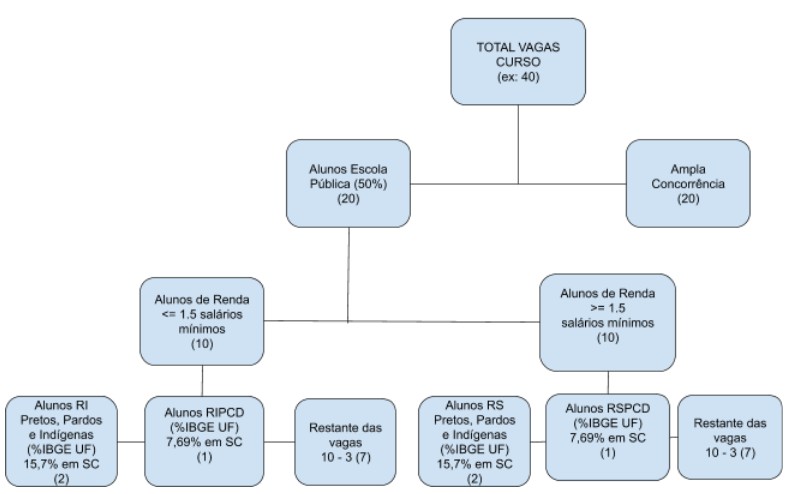 TOTAL VAGAS
CURSO
(ex: 40)
Alunos Escola
Pública (50%)
(20)
Ampla
Concorrência
(20)
Alunos de Renda
<= 1.5 salários
mínimos
(10)
Alunos de Renda
>= 1.5
salários mínimos
(10)
Alunos RI
Pretos, Pardos
e Indígenas
(%IBGE UF)
15,7% em SC
(2)
Alunos RIPCD
(%IBGE UF)
7,69% em SC
(1)
Restante das
vagas
10 - 3 (7)
Alunos RS
Pretos, Pardos
e Indígenas
(%IBGE UF)
15,7% em SC
(2)
Alunos RSPCD
(%IBGE UF)
7,69% em SC
(1)
Restante das
vagas
10 - 3 (7)